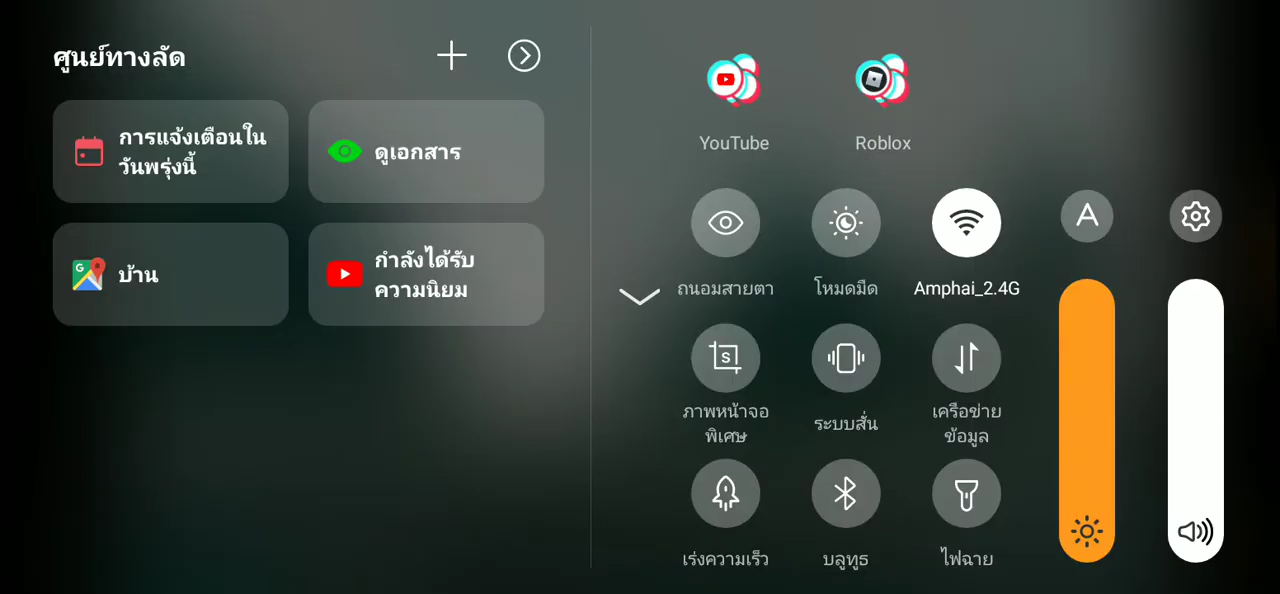 ศูนย์ทางลัด
การแจ้งเตือนใน
วันพรุ่งนี้
ดูเอกสาร
บ้าน
กำลังได้รับ
ความนิยม
YouTube
Roblox
A
ถนอมสายตา
โหมดมืด
Amphai_2.4G
S
ภาพหน้าจอ
พิเศษ
ระบบสั่น
เครือข่าย
ข้อมูล
เร่งความเร็ว
บลูทูธ
ไฟฉาย